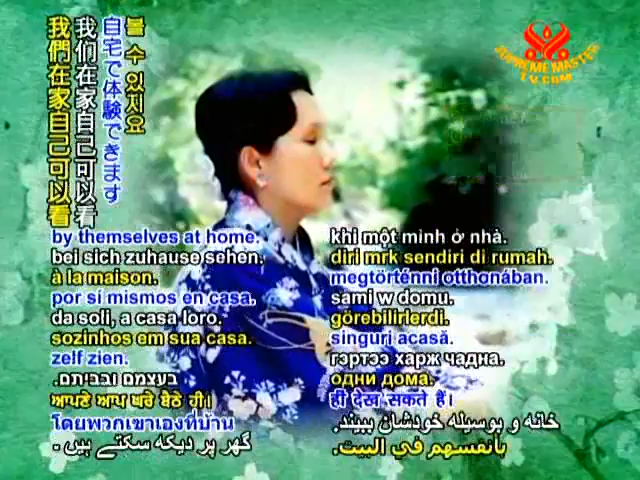 我們在家自己可以看
我们在家自己可以看
自宅で体験できます
볼 수 있지요
SUPREME MASTER
TV.COM
by themselves at home.
bei sich zuhause sehen.
à la maison.
por sí mismos en casa.
da soli, a casa loro.
sozinhos em sua casa.
zelf zien.
בעצמם ובביתם.
ਆਪਣੇ ਆਪ ਘਰੇ ਬੈਠੇ ਹੀ।
โดยพวกเขาเองที่บ้าน
گھر پر دیکھ سکتے ہیں۔
khi một mình ở nhà.
diri mrk sendiri di rumah.
megtörténni otthonában.
sami w domu.
görebilirlerdi.
singuri acasă.
гэртээ харж чадна.
одни дома.
ही देख सकते हैं।
خانه و بوسیله خودشان ببینند.
بأنفسهم في البيت.